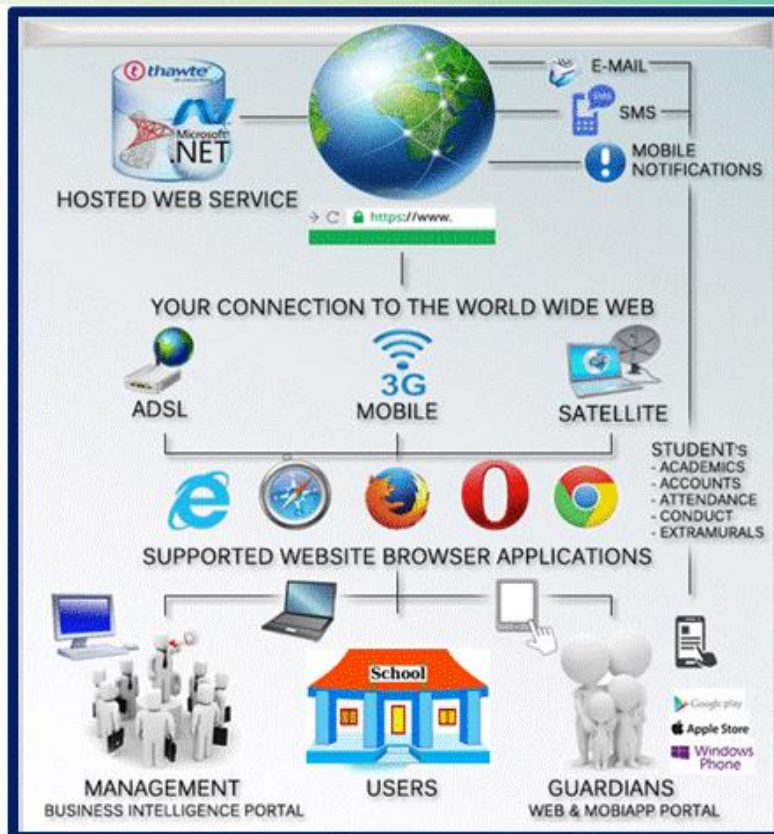 thawte
Microsoft
.NET
HOSTED WEB SERVICE
E-MAIL
SMS
SMS
MOBILE
NOTIFICATIONS
https://www.
YOUR CONNECTION TO THE WORLD WIDE WEB
ADSL
3G
MOBILE
SATELLITE
STUDENT's
- ACADEMICS
- ACCOUNTS
- ATTENDANCE
- CONDUCT
- EXTRAMURALS
SUPPORTED WEBSITE BROWSER APPLICATIONS
School
Google play
Apple Store
Windows
Phone
MANAGEMENT
BUSINESS INTELLIGENCE PORTAL
USERS
GUARDIANS
WEB & MOBIAPP PORTAL